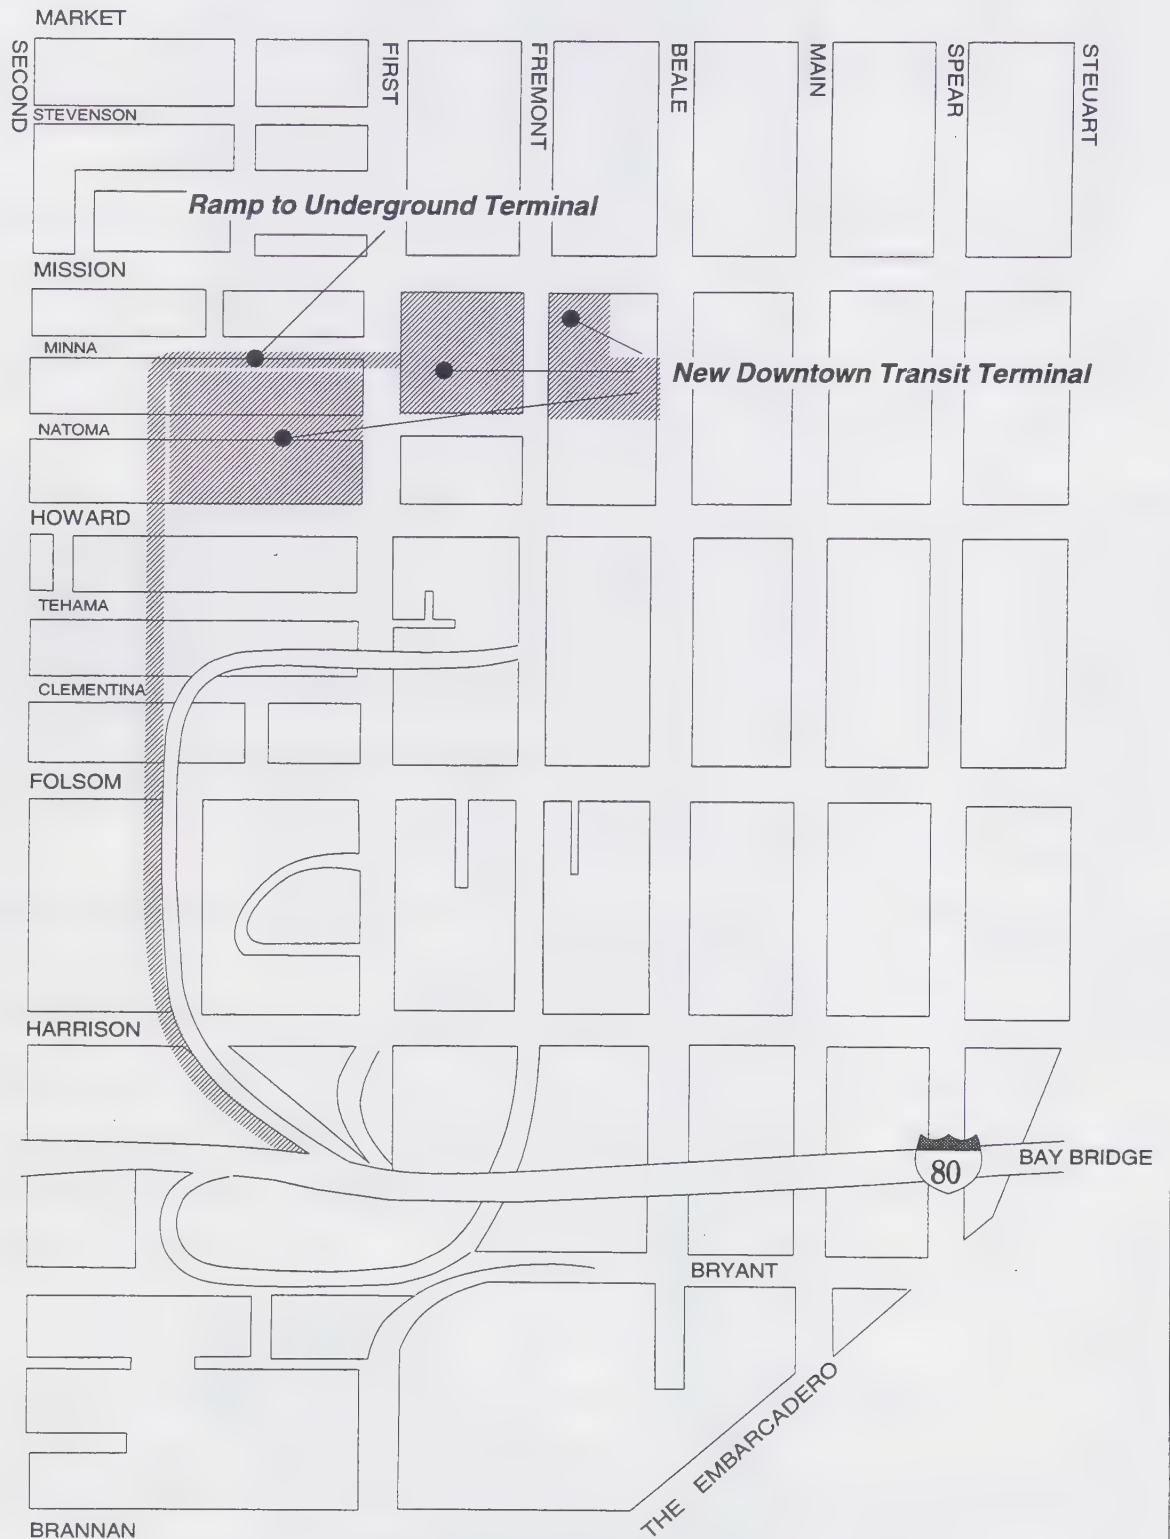 MARKET
SECOND
FIRST
FREMONT
BEALE
MAIN
SPEAR
STEUART
STEVENSON
Ramp to Underground Terminal
MISSION
MINNA
New Downtown Transit Terminal
NATOMA
HOWARD
TEHAMA
CLEMENTINA
FOLSOM
HARRISON
80
BAY BRIDGE
BRYANT
THE EMBARCADERO
BRANNAN